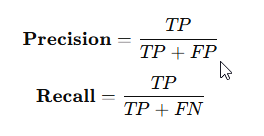 Precision = TP / TP + FP
Recall = TP / TP + FN